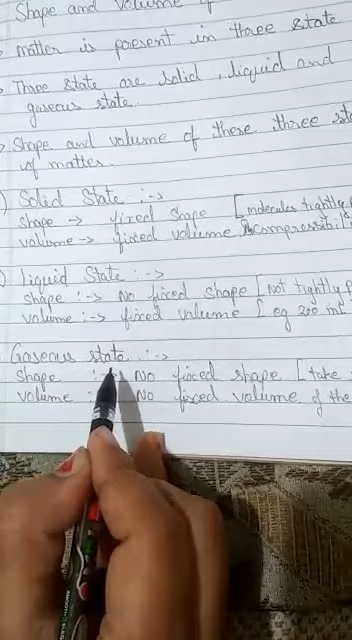 Shape and Volume of
matter is present in three state
Three state are solid, liquid and
gaseous state.
Shape and volume of these three
of matter.
Solid State :->
Shape -> fixed shape [molecules tightly
volume -> fixed volume,
Liquid State :->
shape :-> No fixed shape [Not tightly
volume :-> fixed valume [eg 200 ml
Gaseous state :->
Shape :-> No fixed shape [take
volume : No fixed volume of the